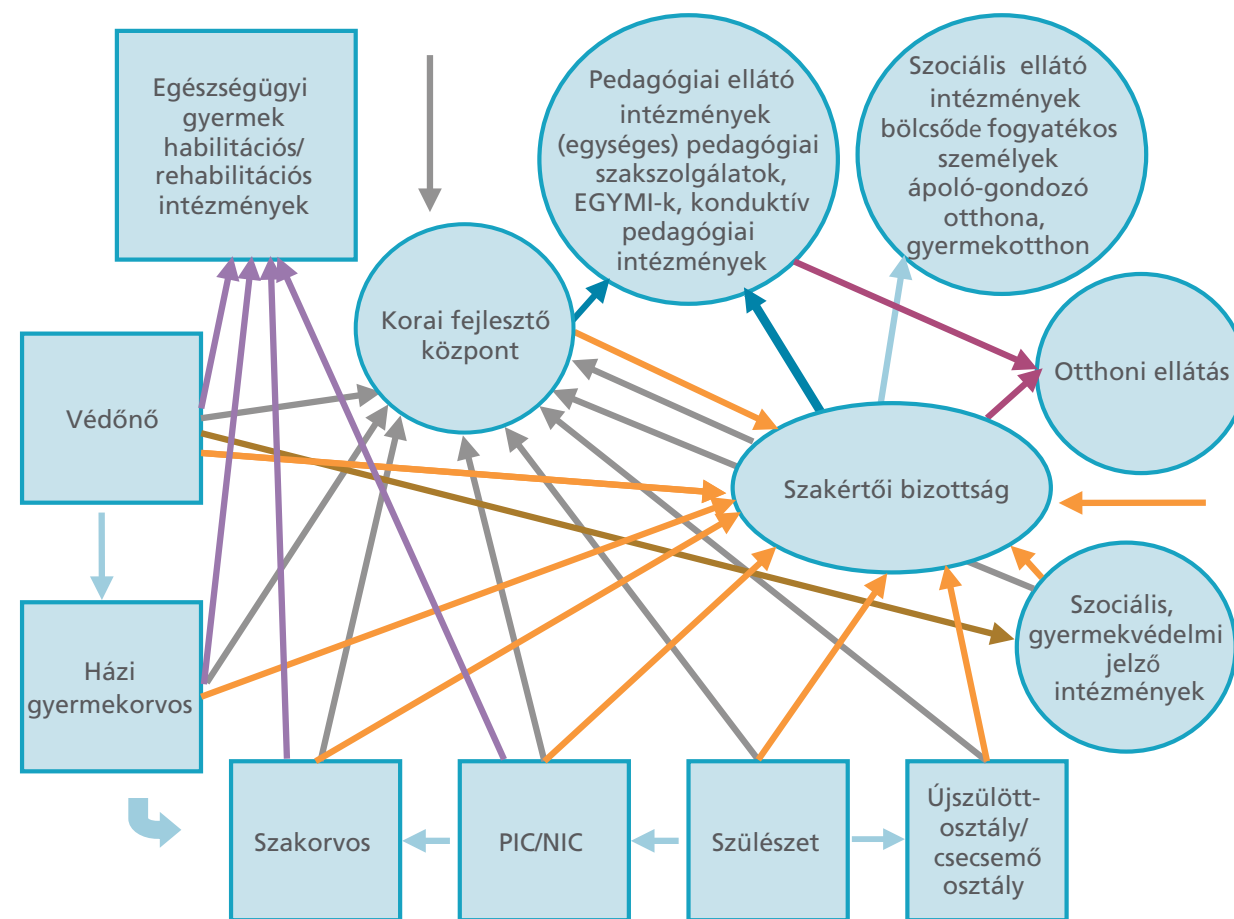 Egészségügyi
gyermek
habilitációs/
rehabilitációs
intézmények
Pedagógiai ellátó
intézmények
(egységes) pedagógiai
szakszolgálatok,
EGYMI-k, konduktív
pedagógiai
intézmények
Szociális ellátó
intézmények
bölcsőde fogyatékos
személyek
ápoló-gondozó
otthona,
gyermekotthon
Korai fejlesztő
központ
Otthoni ellátás
Védőnő
Szakértői bizottság
Házi
gyermekorvos
Szociális,
gyermekvédelmi
jelző
intézmények
Szakorvos
PIC/NIC
Szülészet
Újszülött-
osztály/
csecsemő
osztály